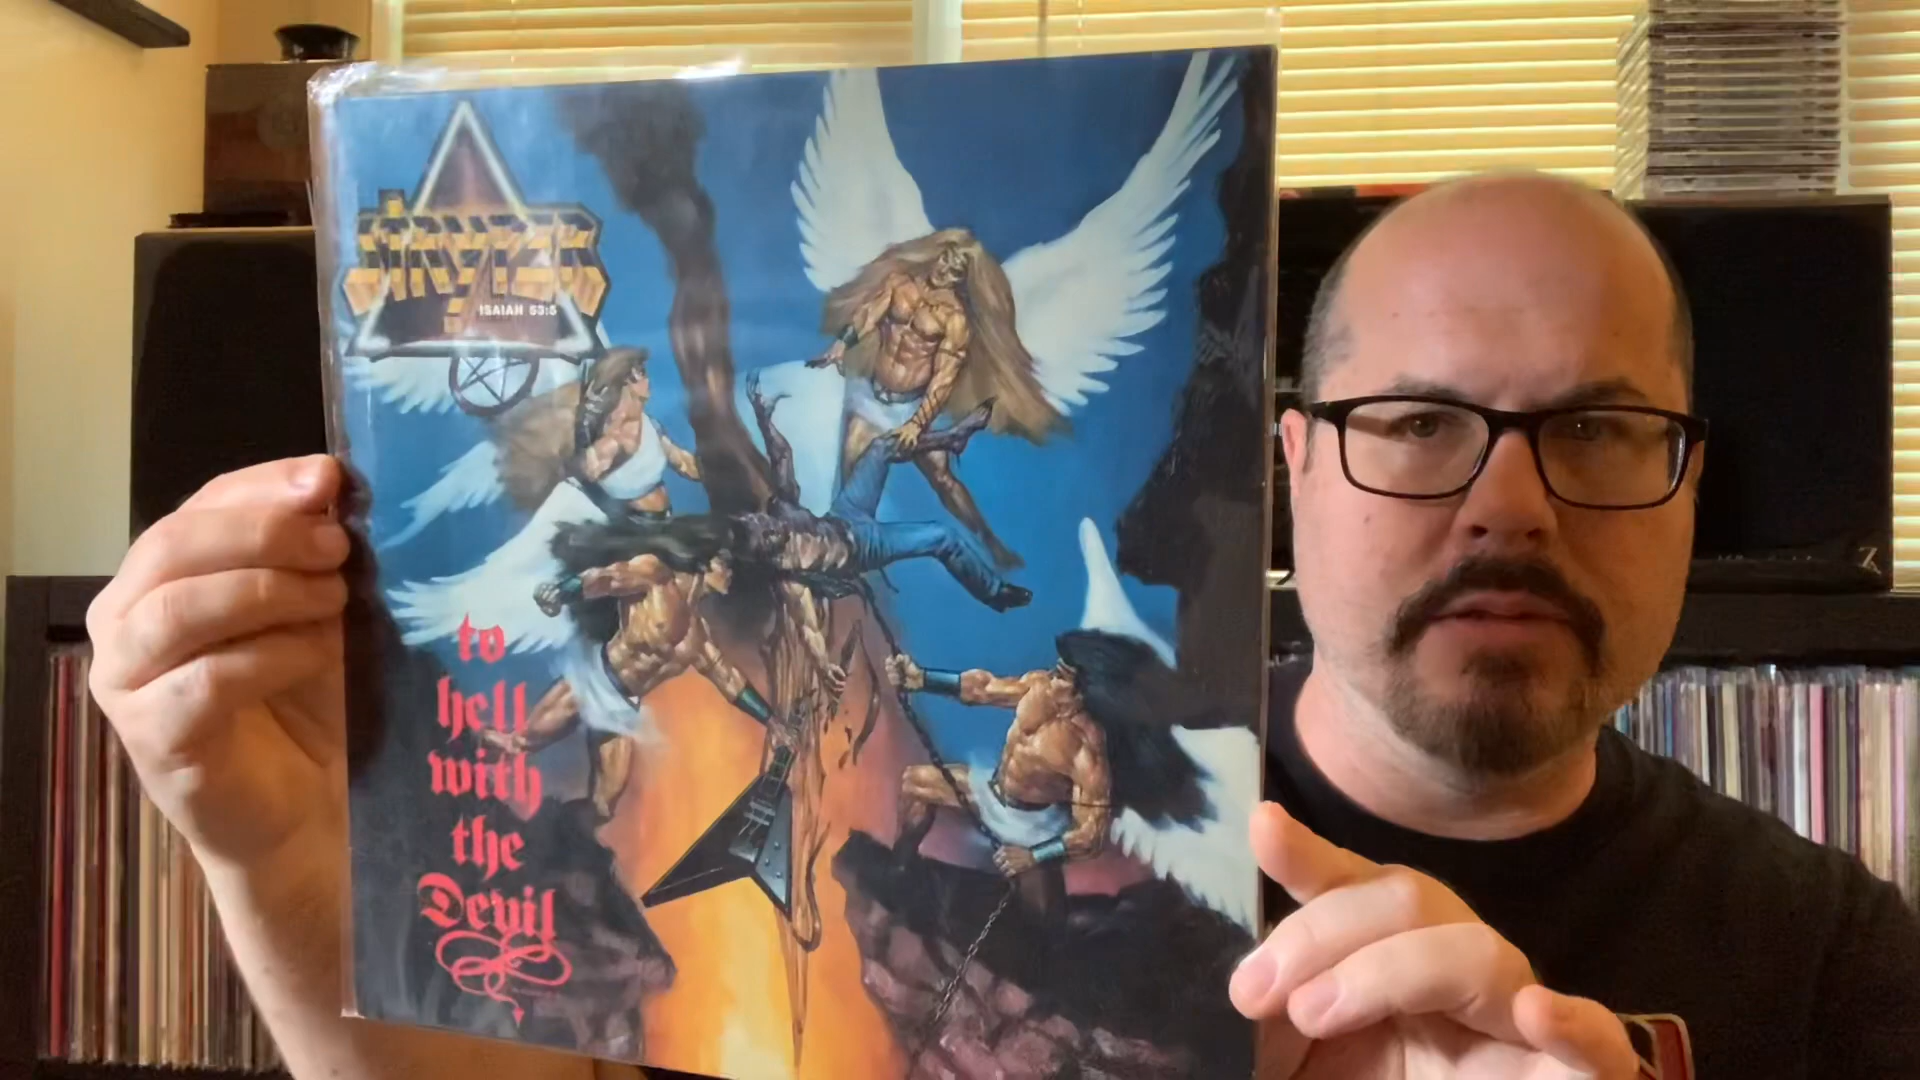 Stryper
ISAIAH 53:5
to
hell
with
the
Devil